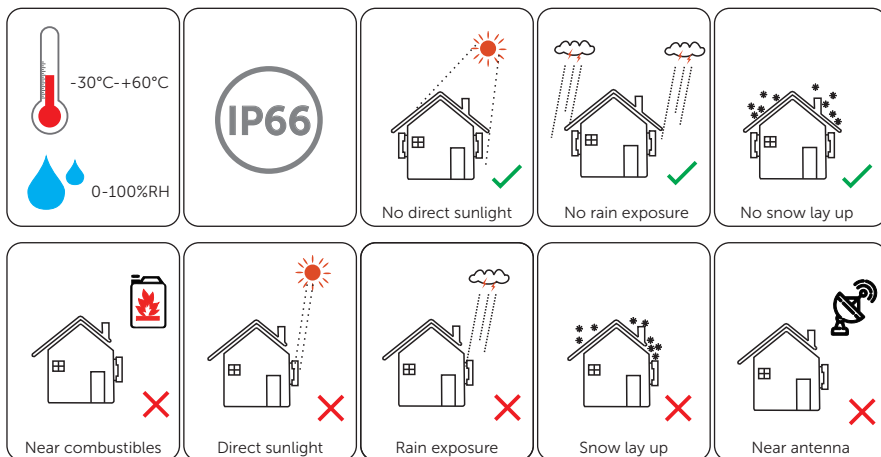 -30°C-+60°C
0-100%RH
IP66
No direct sunlight
No rain exposure
No snow lay up
Near combustibles
Direct sunlight
Rain exposure
Snow lay up
Near antenna